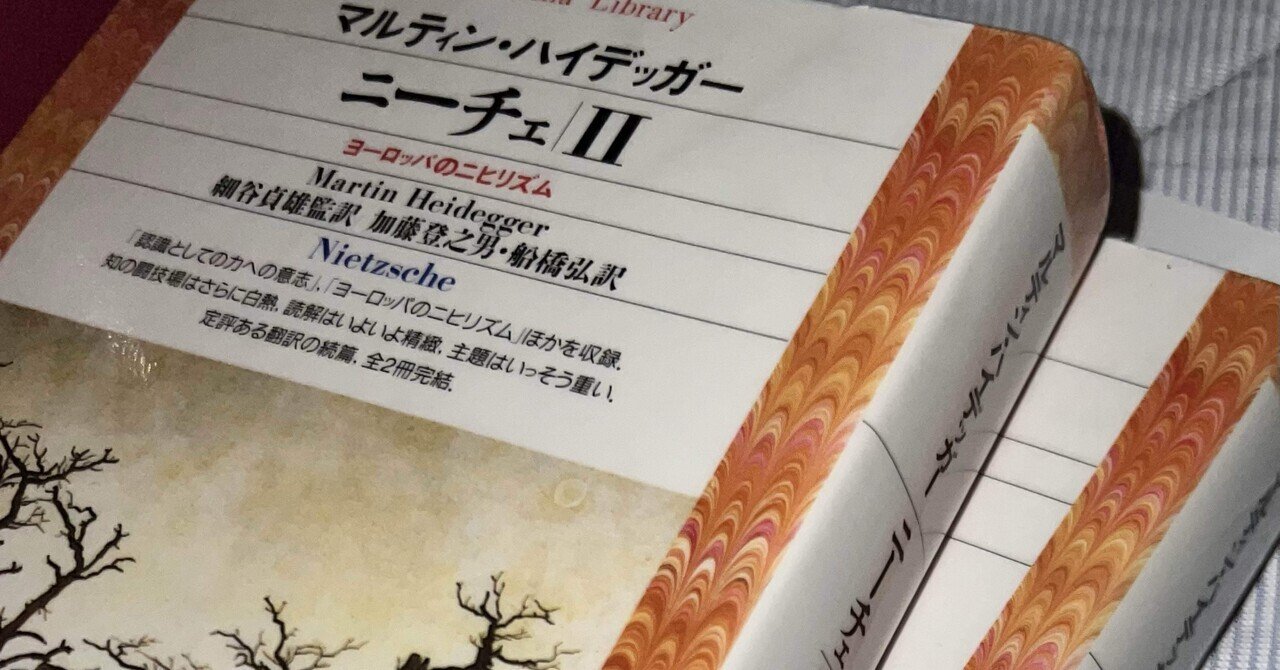 Library
マルティン・ハイデッガー
ニーチェ/II
ヨーロッパのニヒリズム
Martin Heidegger
細谷貞雄監訳 加藤登之男・船橋弘訳
Nietzsche
「認識としての力への意志」、「ヨーロッパのニヒリズム」ほかを収録.
知の闘技場はさらに白熱, 読解はいよいよ精緻, 主題はいっそう重い.
定評ある翻訳の続篇. 全2冊完結.
マルティン・ハイデッガー
ニーチェ/